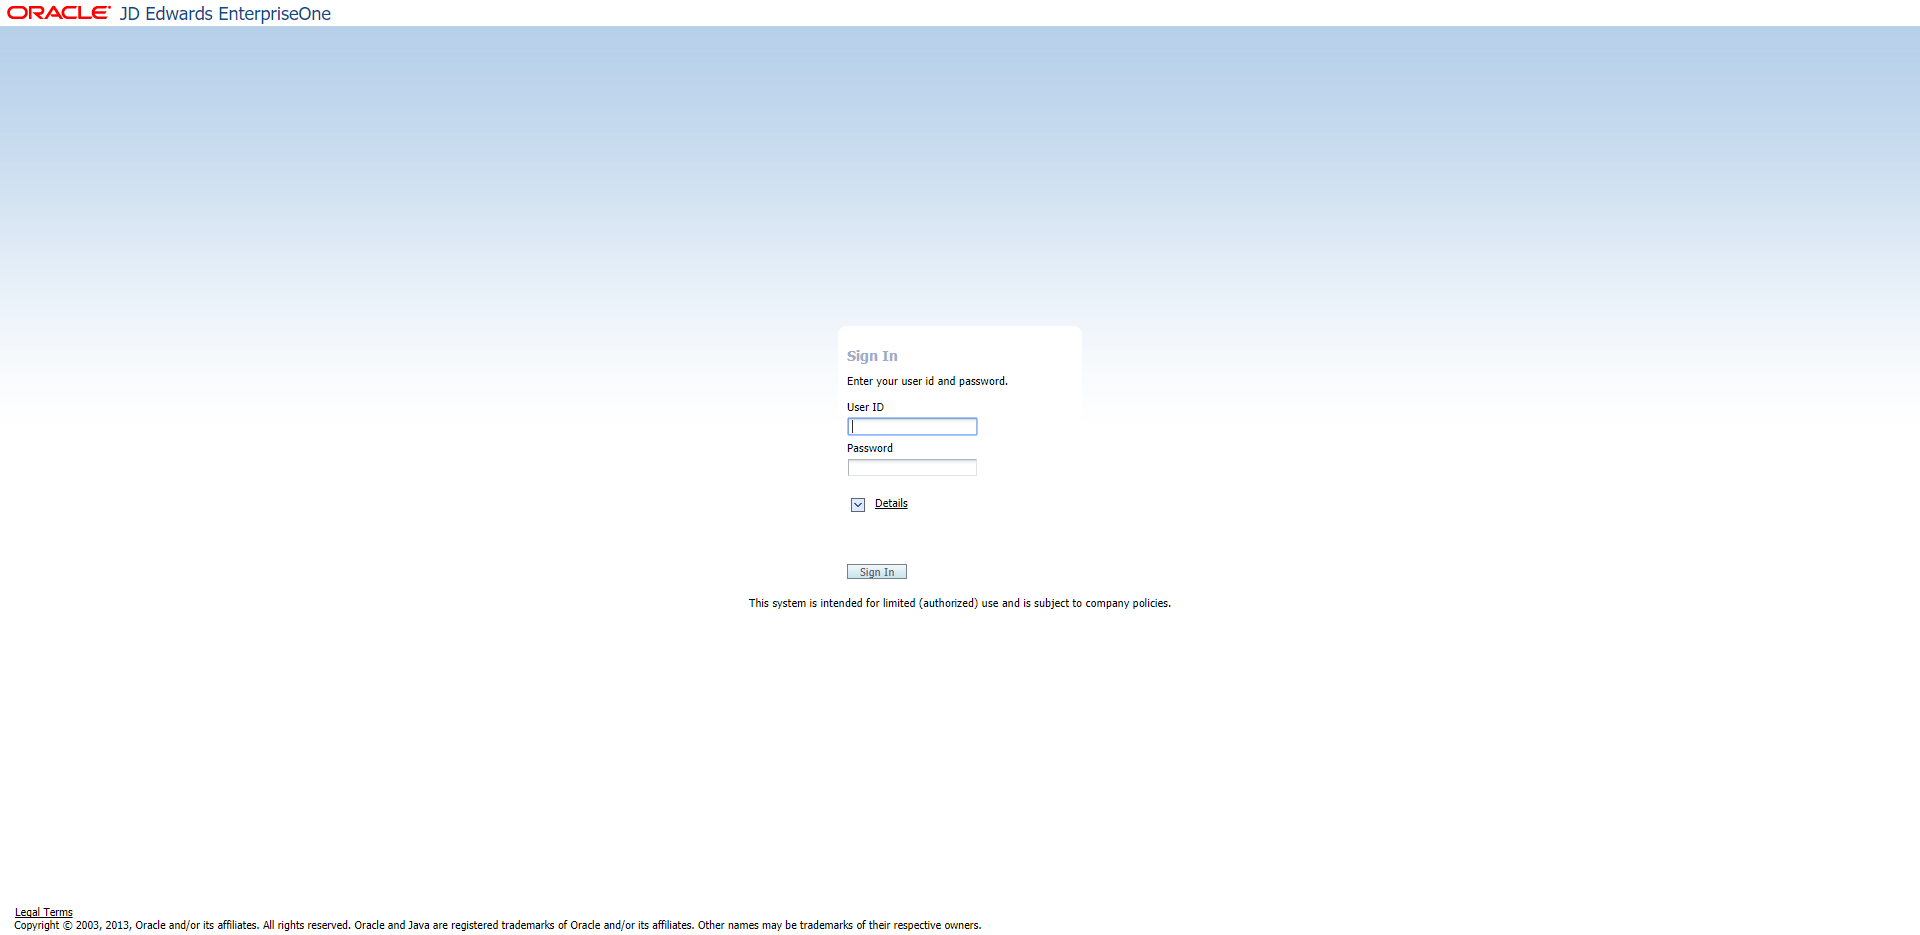 ORACLE JD Edwards EnterpriseOne
Sign In
Enter your user id and password.
User ID
Password
Details
Sign In
This system is intended for limited (authorized) use and is subject to company policies.
Legal Terms
Copyright © 2003, 2013, Oracle and/or its affiliates. All rights reserved. Oracle and Java are registered trademarks of Oracle and/or its affiliates. Other names may be trademarks of their respective owners.